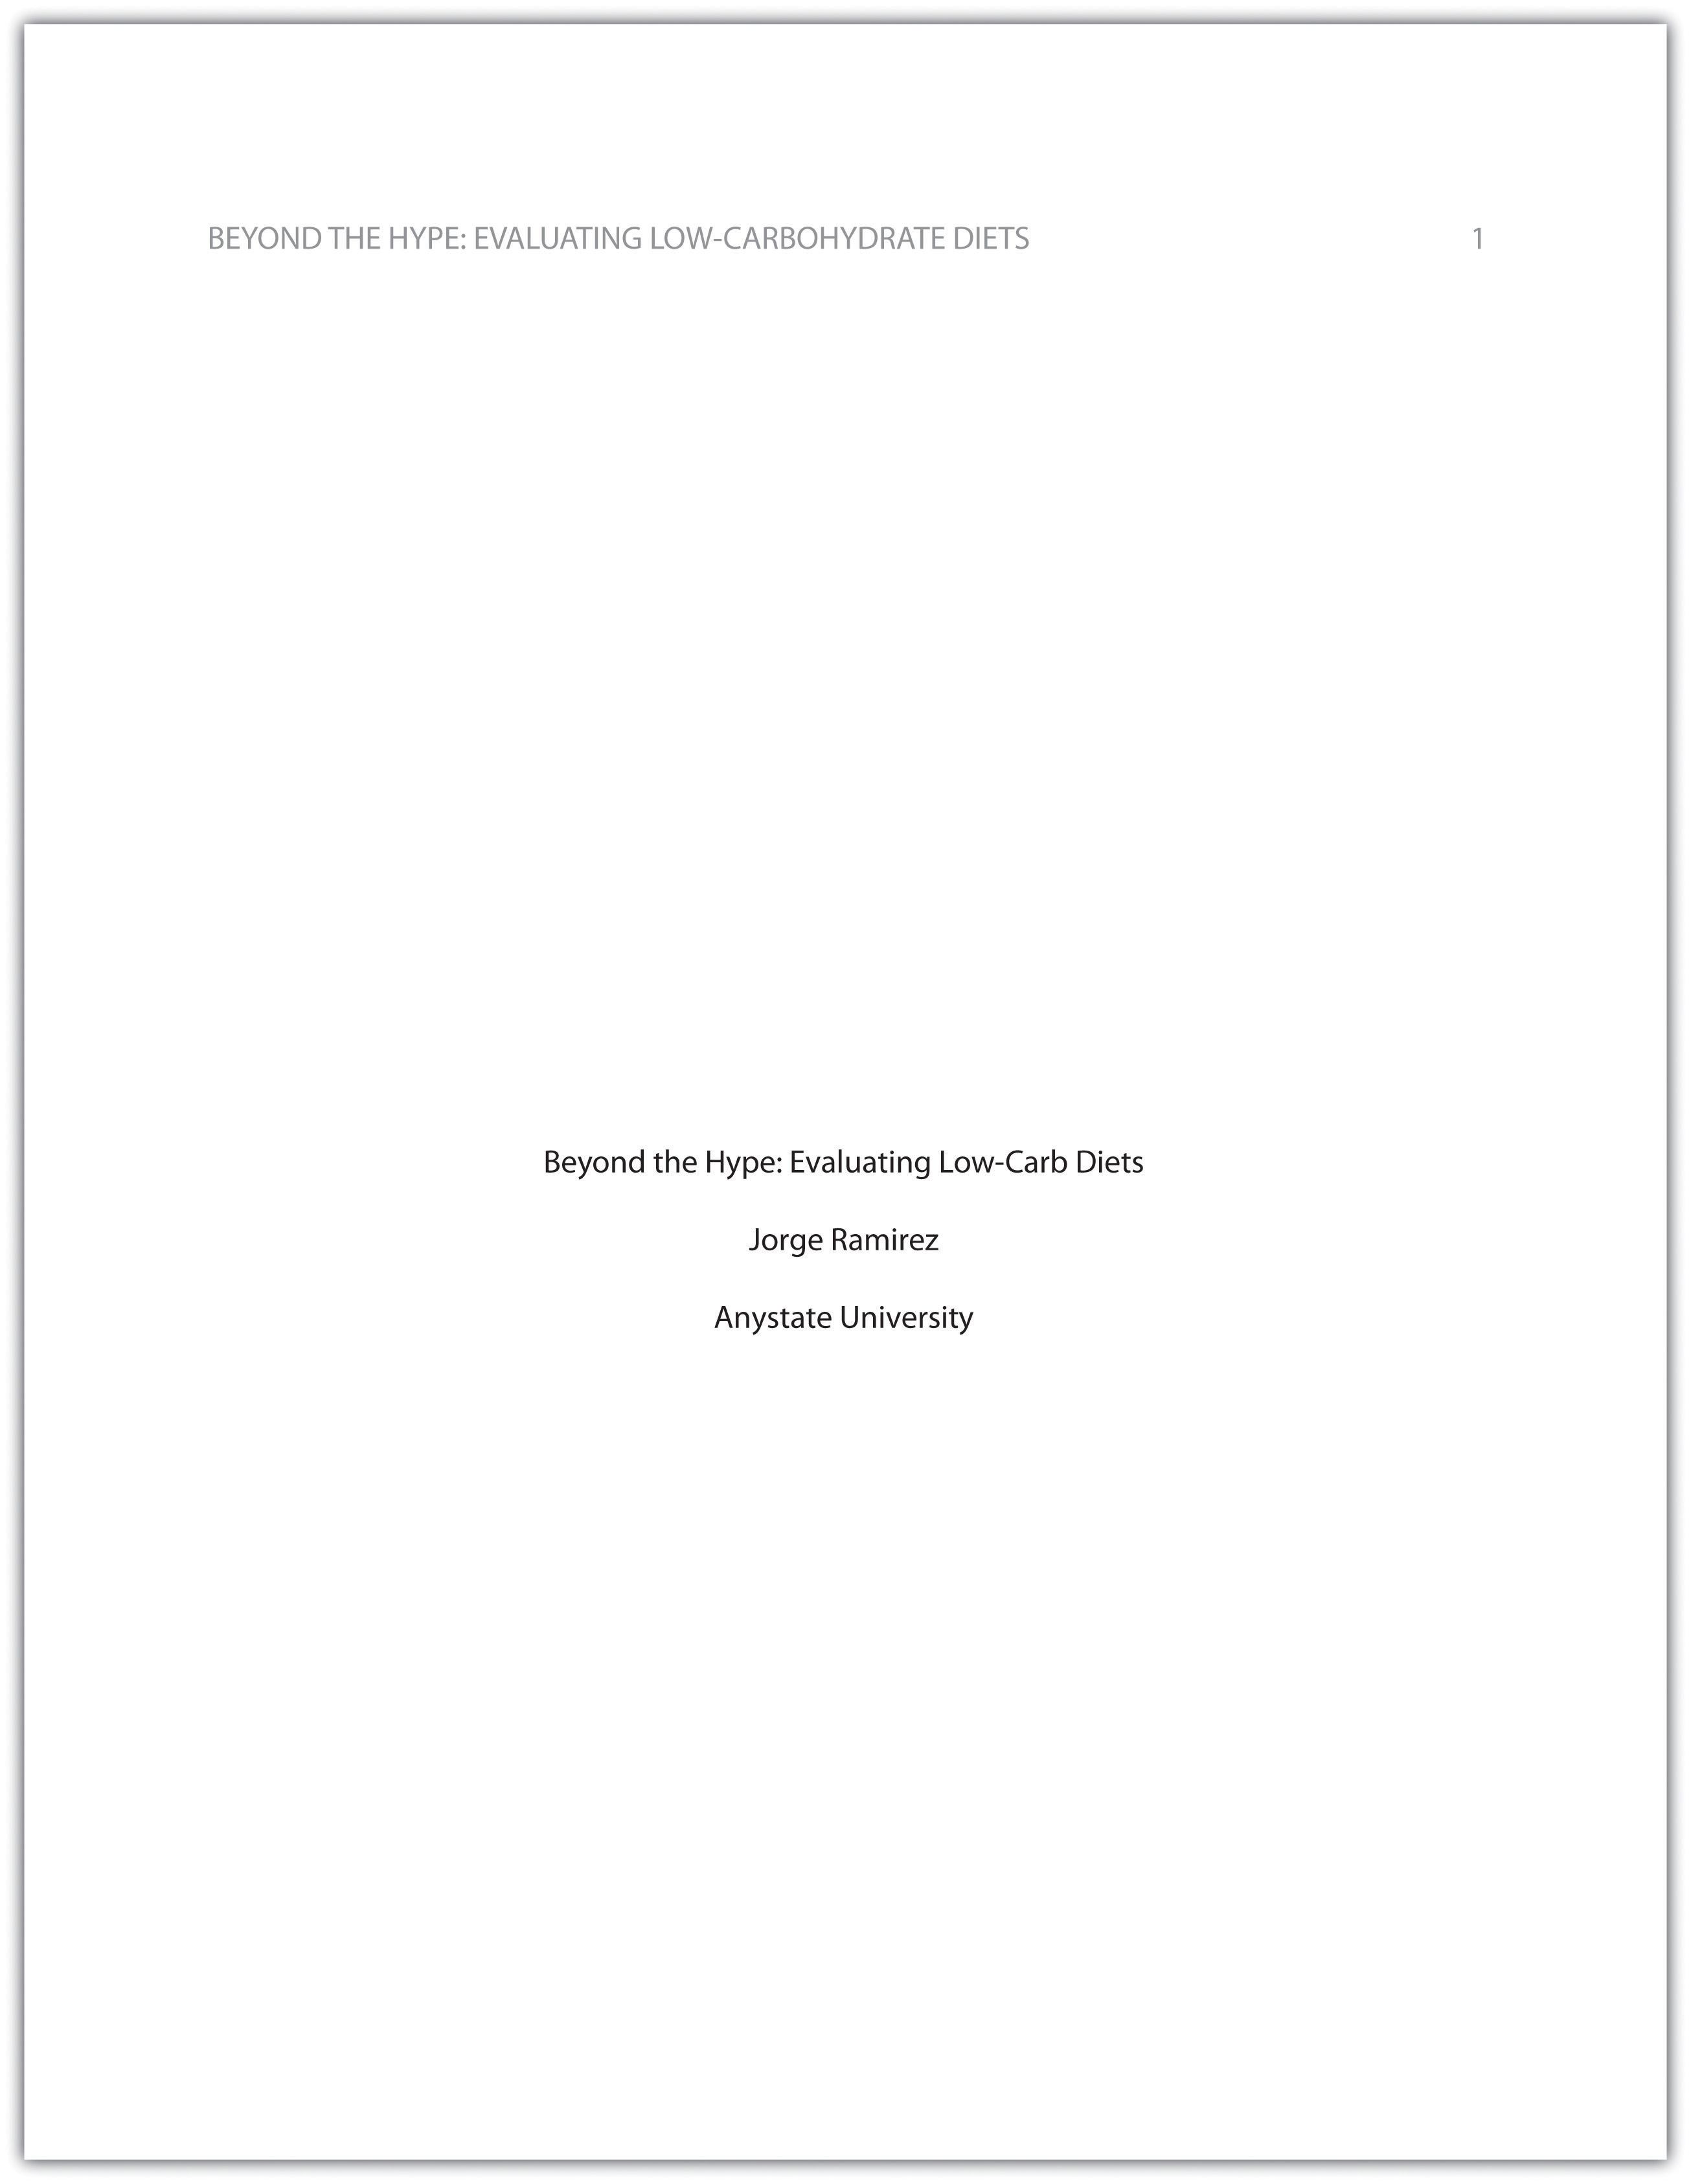 BEYOND THE HYPE: EVALUATING LOW-CARBOHYDRATE DIETS 1
Beyond the Hype: Evaluating Low-Carb Diets
Jorge Ramirez
Anystate University